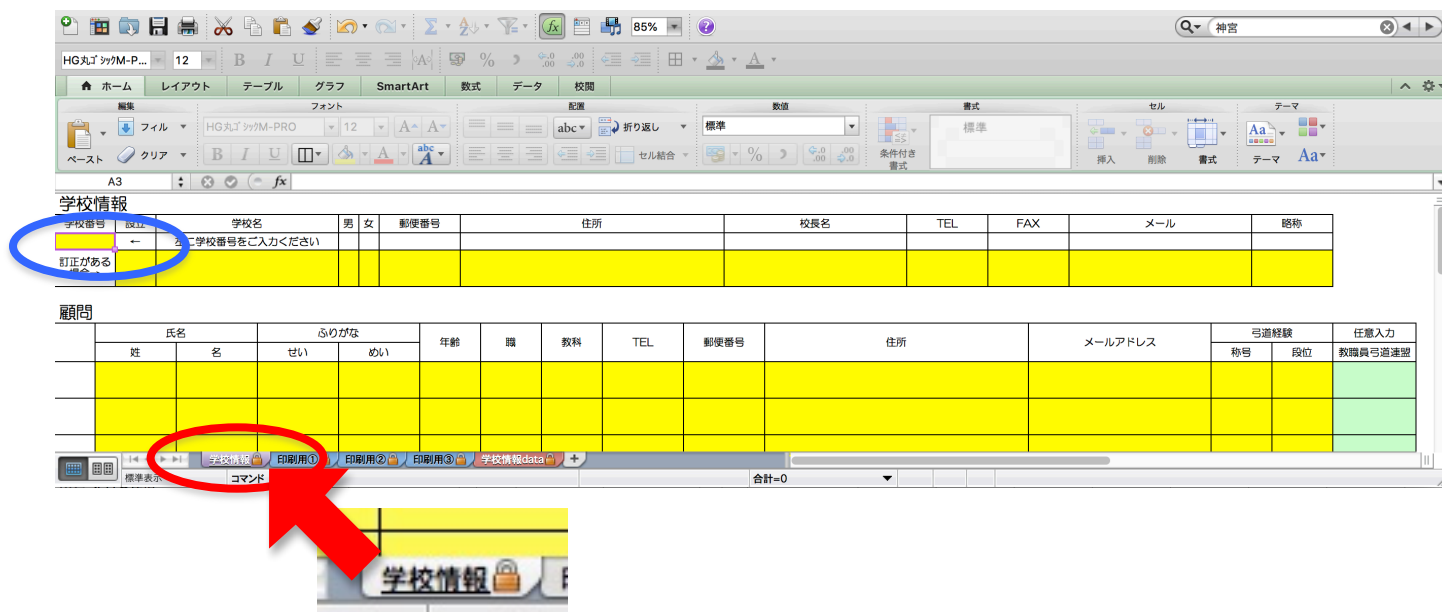 85%
神宮
HG丸ゴシックM-P... 12 B I U
ホーム レイアウト テーブル グラフ SmartArt 数式 データ 校閲
編集 フォント 配置 数値 書式 セル テーマ
ペースト フィル HG丸ゴシックM-PRO 12 A A abc 折り返し 標準 条件付き書式 標準 挿入 削除 書式 Aa テーマ Aa
クリア B I U A abc A セル結合 % .0 .00 .00 .0
A3 fx
学校情報
学校番号 設立 学校名 男 女 郵便番号 住所 校長名 TEL FAX メール 略称
← 左に学校番号をご入力ください
訂正がある
場合→
顧問
氏名 ふりがな 年齢 職 教科 TEL 郵便番号 住所 メールアドレス 弓道経験 任意入力
姓 名 せい めい 称号 段位 教職員弓道連盟
学校情報 印刷用① 印刷用② 印刷用③ 学校情報data +
標準表示 コマンド 合計=0
学校情報